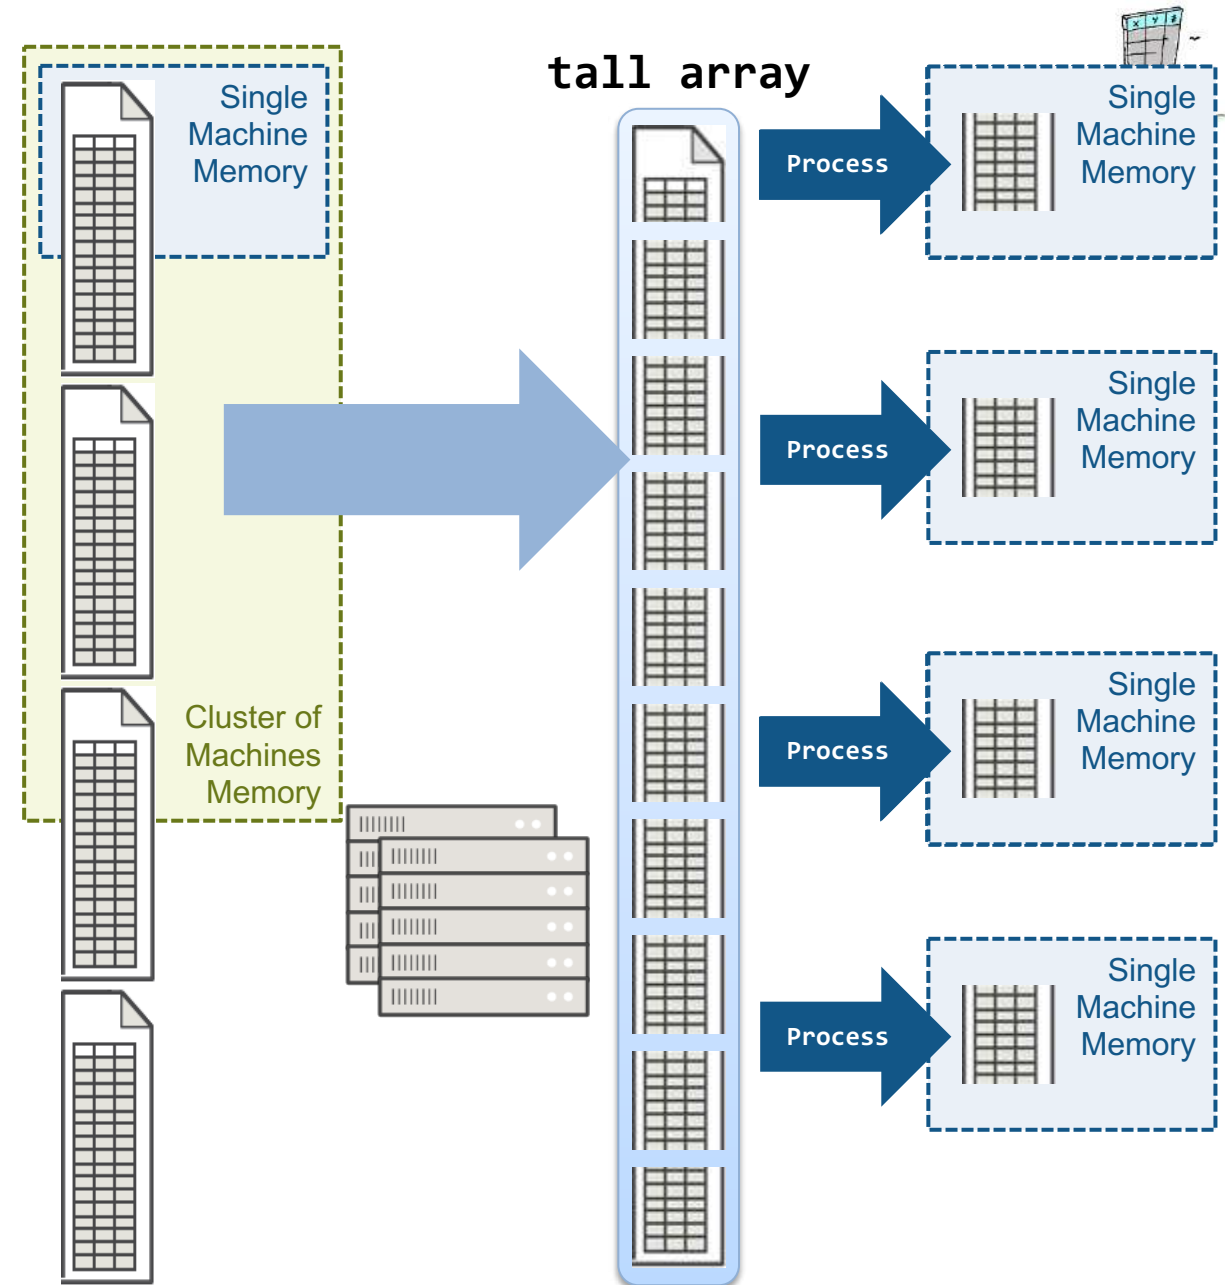 tall array
Single
Machine
Memory
Cluster of
Machines
Memory
Process
Single
Machine
Memory
Process
Single
Machine
Memory
Process
Single
Machine
Memory
Process
Single
Machine
Memory
x y z